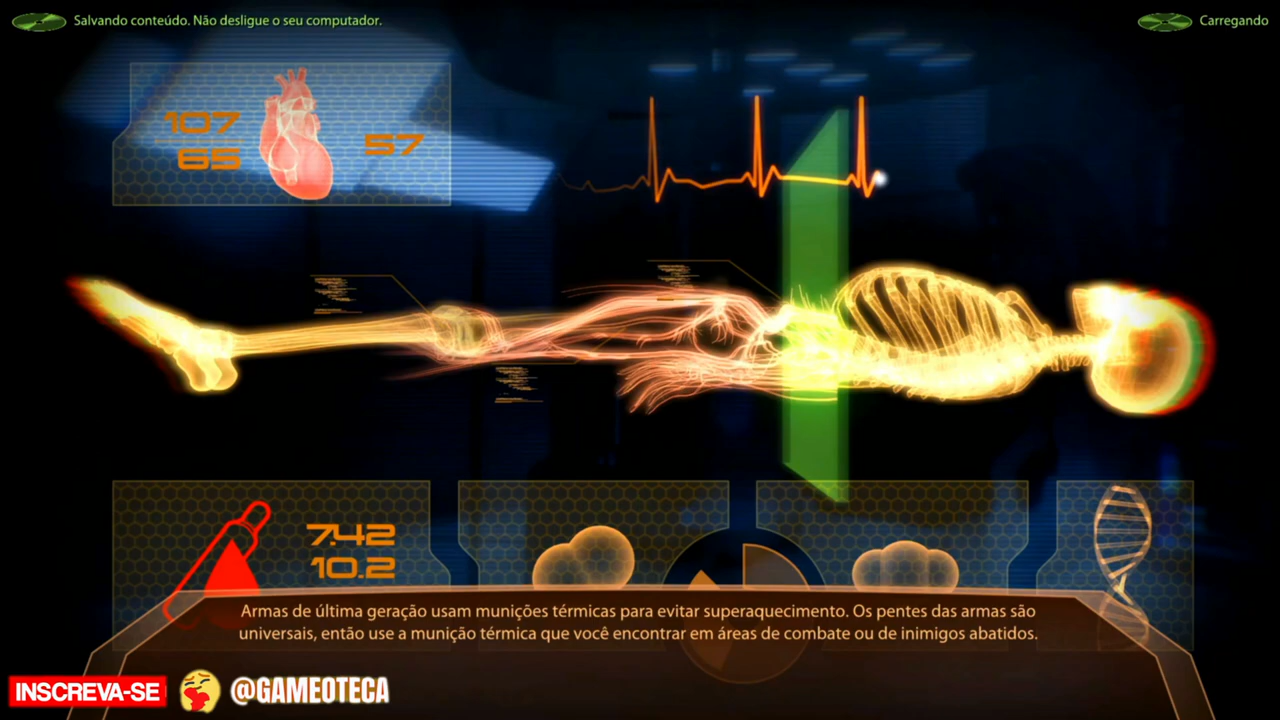 Salvando conteúdo. Não desligue o seu computador.
Carregando
107
65
57
7.42
10.2
Armas de última geração usam munições térmicas para evitar superaquecimento. Os pentes das armas são
universais, então use a munição térmica que você encontrar em áreas de combate ou de inimigos abatidos.
INSCREVA-SE
@GAMEOTECA